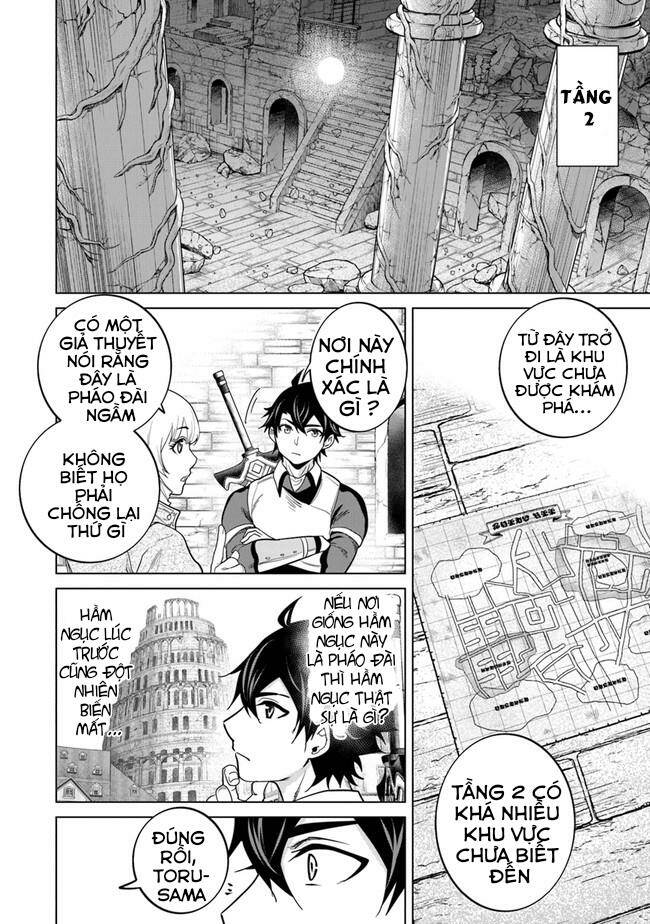 TẦNG
2
TỪ ĐÂY TRỞ
ĐI LÀ KHU
VỰC CHƯA
ĐƯỢC KHÁM
PHÁ...
TẦNG 2 CÓ
KHÁ NHIỀU
KHU VỰC
CHƯA BIẾT
ĐẾN
NƠI NÀY
CHÍNH
XÁC LÀ
GÌ ?
CÓ MỘT
GIẢ THUYẾT
NÓI RẰNG
ĐÂY LÀ
PHÁO ĐÀI
NGẦM
KHÔNG
BIẾT HỌ
PHẢI
CHỐNG LẠI
THỨ GÌ
NẾU NƠI
GIỐNG HẦM
NGỤC NÀY
LÀ PHÁO ĐÀI
THÌ HẦM
NGỤC THẬT
SỰ LÀ GÌ?
HẦM
NGỤC LÚC
TRƯỚC
CŨNG ĐỘT
NHIÊN
BIẾN
MẤT...
ĐÚNG
RỒI,
TORU-
SAMA